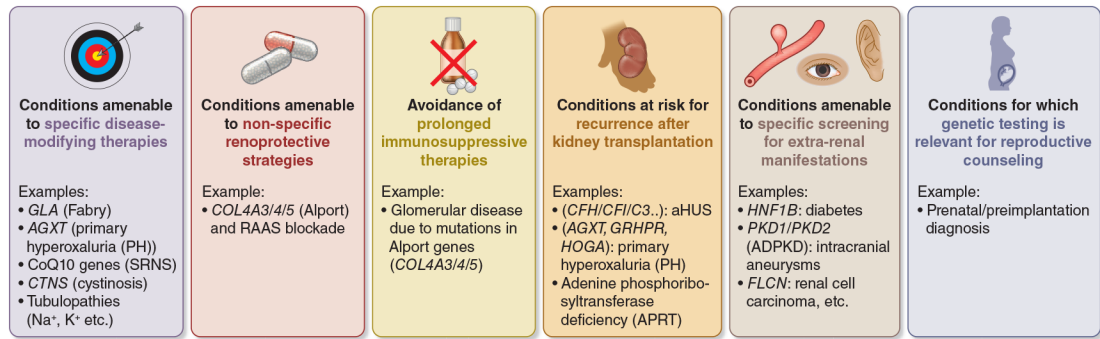 Conditions amenable
to specific disease-
modifying therapies
Examples:
• GLA (Fabry)
• AGXT (primary
hyperoxaluria (PH))
• CoQ10 genes (SRNS)
• CTNS (cystinosis)
• Tubulopathies
(Na⁺, K⁺ etc.)
Conditions amenable
to non-specific
renoprotective
strategies
Example:
• COL4A3/4/5 (Alport)
and RAAS blockade
Avoidance of
prolonged
immunosuppressive
therapies
Example:
• Glomerular disease
due to mutations in
Alport genes
(COL4A3/4/5)
Conditions at risk for
recurrence after
kidney transplantation
Examples:
• (CFH/CFI/C3..): aHUS
• (AGXT, GRHPR,
HOGA): primary
hyperoxaluria (PH)
• Adenine phosphoribo-
syltransferase
deficiency (APRT)
Conditions amenable
to specific screening
for extra-renal
manifestations
Examples:
• HNF1B: diabetes
• PKD1/PKD2
(ADPKD): intracranial
aneurysms
• FLCN: renal cell
carcinoma, etc.
Conditions for which
genetic testing is
relevant for reproductive
counseling
Example:
• Prenatal/preimplantation
diagnosis